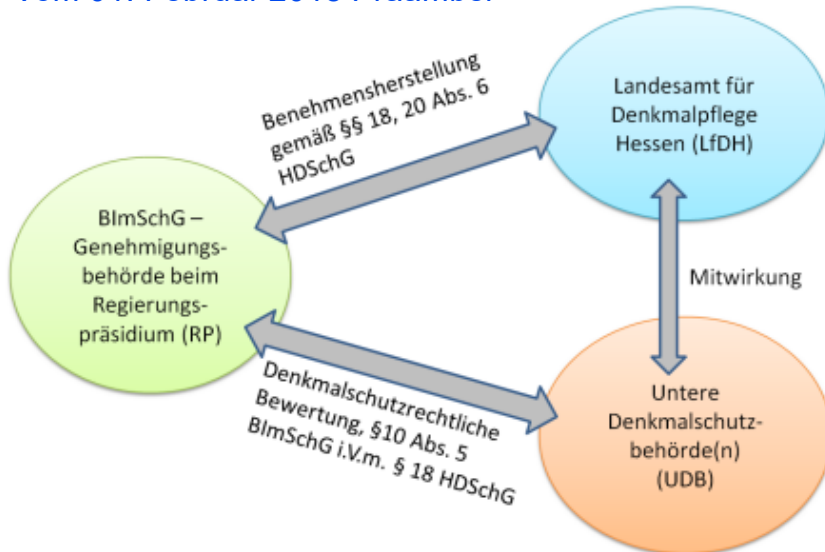 Benehmensherstellung
gemäß §§ 18, 20 Abs. 6
HDSchG
Landesamt für
Denkmalpflege
Hessen (LfDH)
BImSchG –
Genehmigungs-
behörde beim
Regierungs-
präsidium (RP)
Mitwirkung
Denkmalschutzrechtliche
Bewertung, §10 Abs. 5
BImSchG i.V.m. § 18 HDSchG
Untere
Denkmalschutz-
behörde(n)
(UDB)